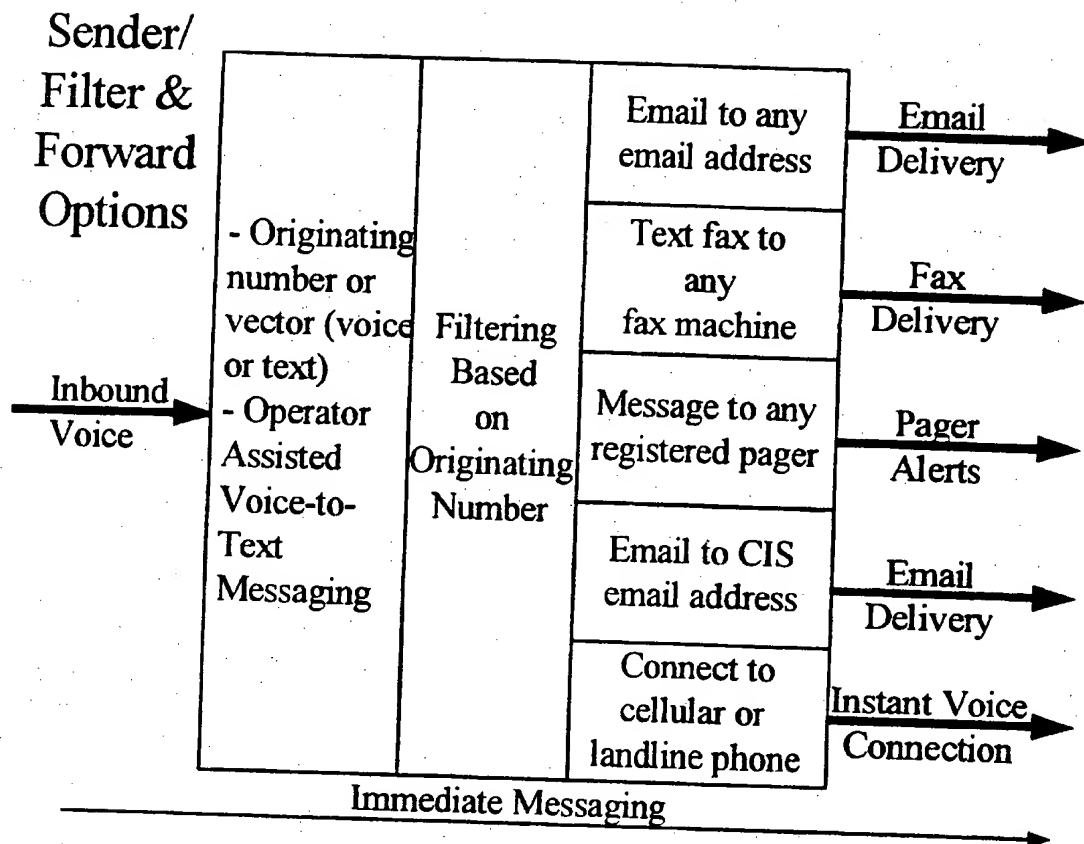 Sender/
Filter &
Forward
Options
Inbound
Voice
- Originating
number or
vector (voice
or text)
- Operator
Assisted
Voice-to-
Text
Messaging
Filtering
Based
on
Originating
Number
Email to any
email address
Email
Delivery
Text fax to
any
fax machine
Fax
Delivery
Message to any
registered pager
Pager
Alerts
Email to CIS
email address
Email
Delivery
Connect to
cellular or
landline phone
Instant Voice
Connection
Immediate Messaging